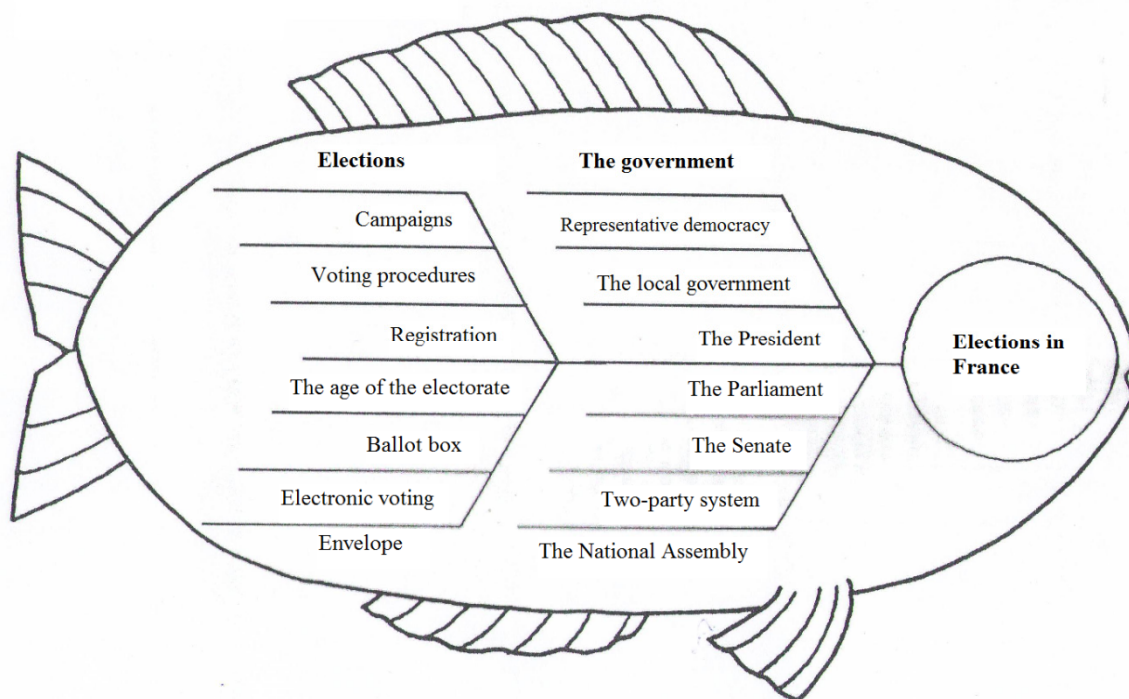 Elections
Campaigns
Voting procedures
Registration
The age of the electorate
Ballot box
Electronic voting
Envelope
The government
Representative democracy
The local government
The President
The Parliament
The Senate
Two-party system
The National Assembly
Elections in
France